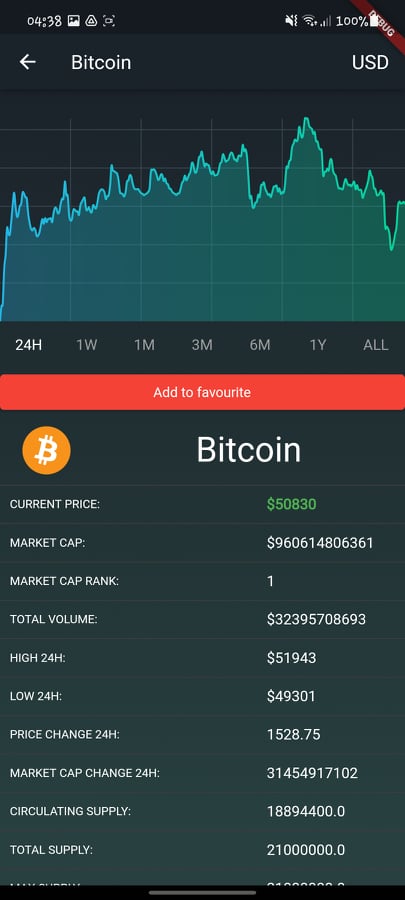 04:38 100%
DEBUG
Bitcoin USD
24H 1W 1M 3M 6M 1Y ALL
Add to favourite
Bitcoin
CURRENT PRICE: $50830
MARKET CAP: $960614806361
MARKET CAP RANK: 1
TOTAL VOLUME: $32395708693
HIGH 24H: $51943
LOW 24H: $49301
PRICE CHANGE 24H: 1528.75
MARKET CAP CHANGE 24H: 31454917102
CIRCULATING SUPPLY: 18894400.0
TOTAL SUPPLY: 21000000.0